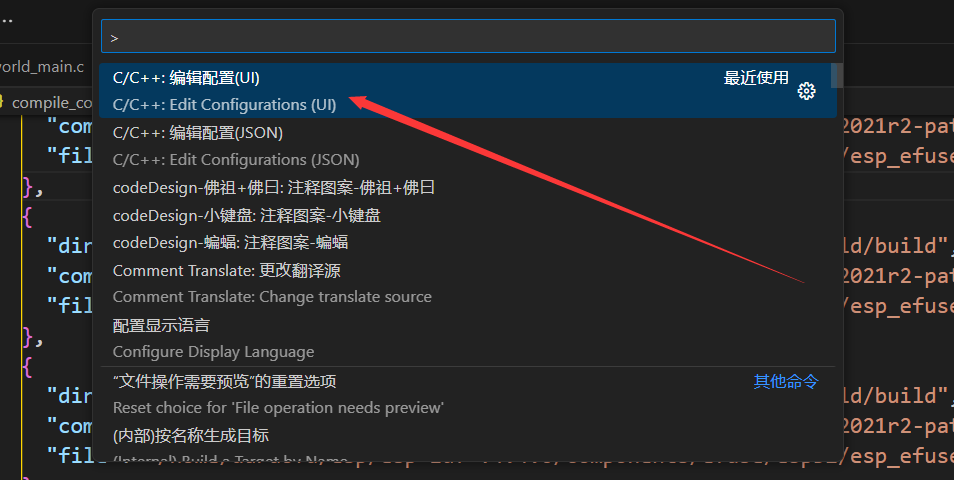 ..
>
world_main.c
C/C++: 编辑配置(UI) 最近使用
compile_co C/C++: Edit Configurations (UI)
"com C/C++: 编辑配置(JSON) 2021r2-pat
"fil C/C++: Edit Configurations (JSON) /esp_efuse
}, codeDesign-佛祖+佛曰: 注释图案-佛祖+佛曰
{ codeDesign-小键盘: 注释图案-小键盘
"dir codeDesign-蝙蝠: 注释图案-蝙蝠 ld/build",
"com Comment Translate: 更改翻译源 2021r2-pat
"fil Comment Translate: Change translate source /esp_efuse
}, 配置显示语言
{ Configure Display Language
“文件操作需要预览”的重置选项 其他命令
"dir Reset choice for 'File operation needs preview' ld/build",
"com (内部)按名称生成目标 2021r2-pat
"file (Internal) Build a Target by Name /esp_efuse
},